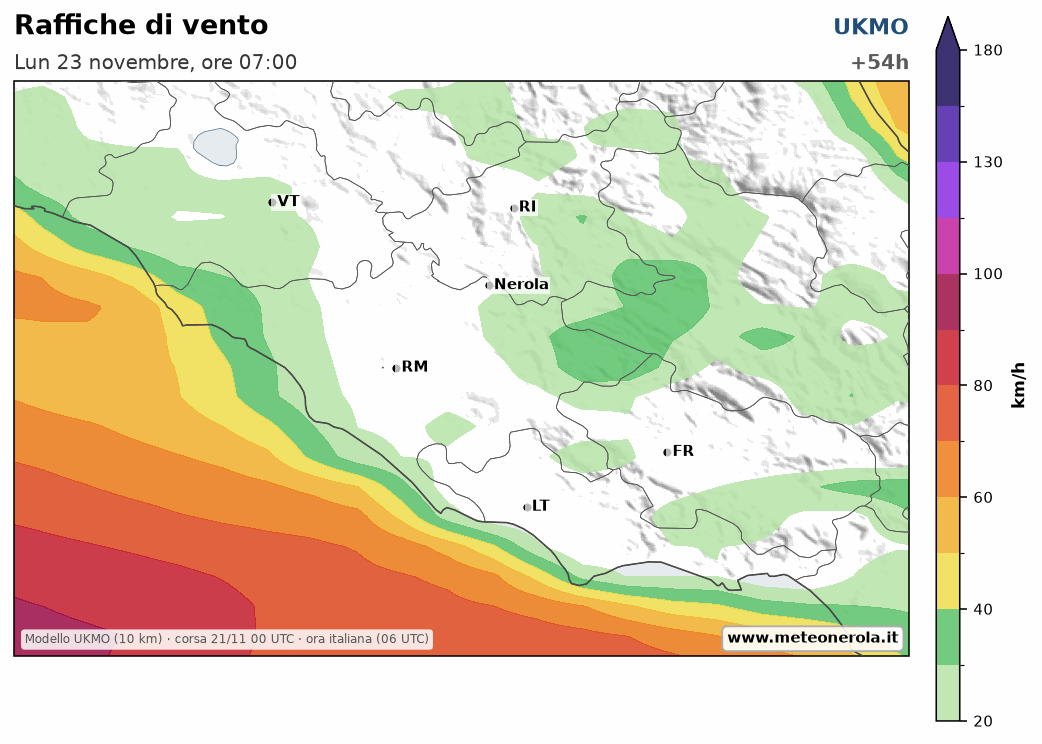 Raffiche di vento
UKMO
Lun 23 novembre, ore 07:00
+54h
VT
RI
Nerola
RM
FR
LT
Modello UKMO (10 km) · corsa 21/11 00 UTC · ora italiana (06 UTC)
www.meteonerola.it
180
130
100
80
60
40
20
km/h